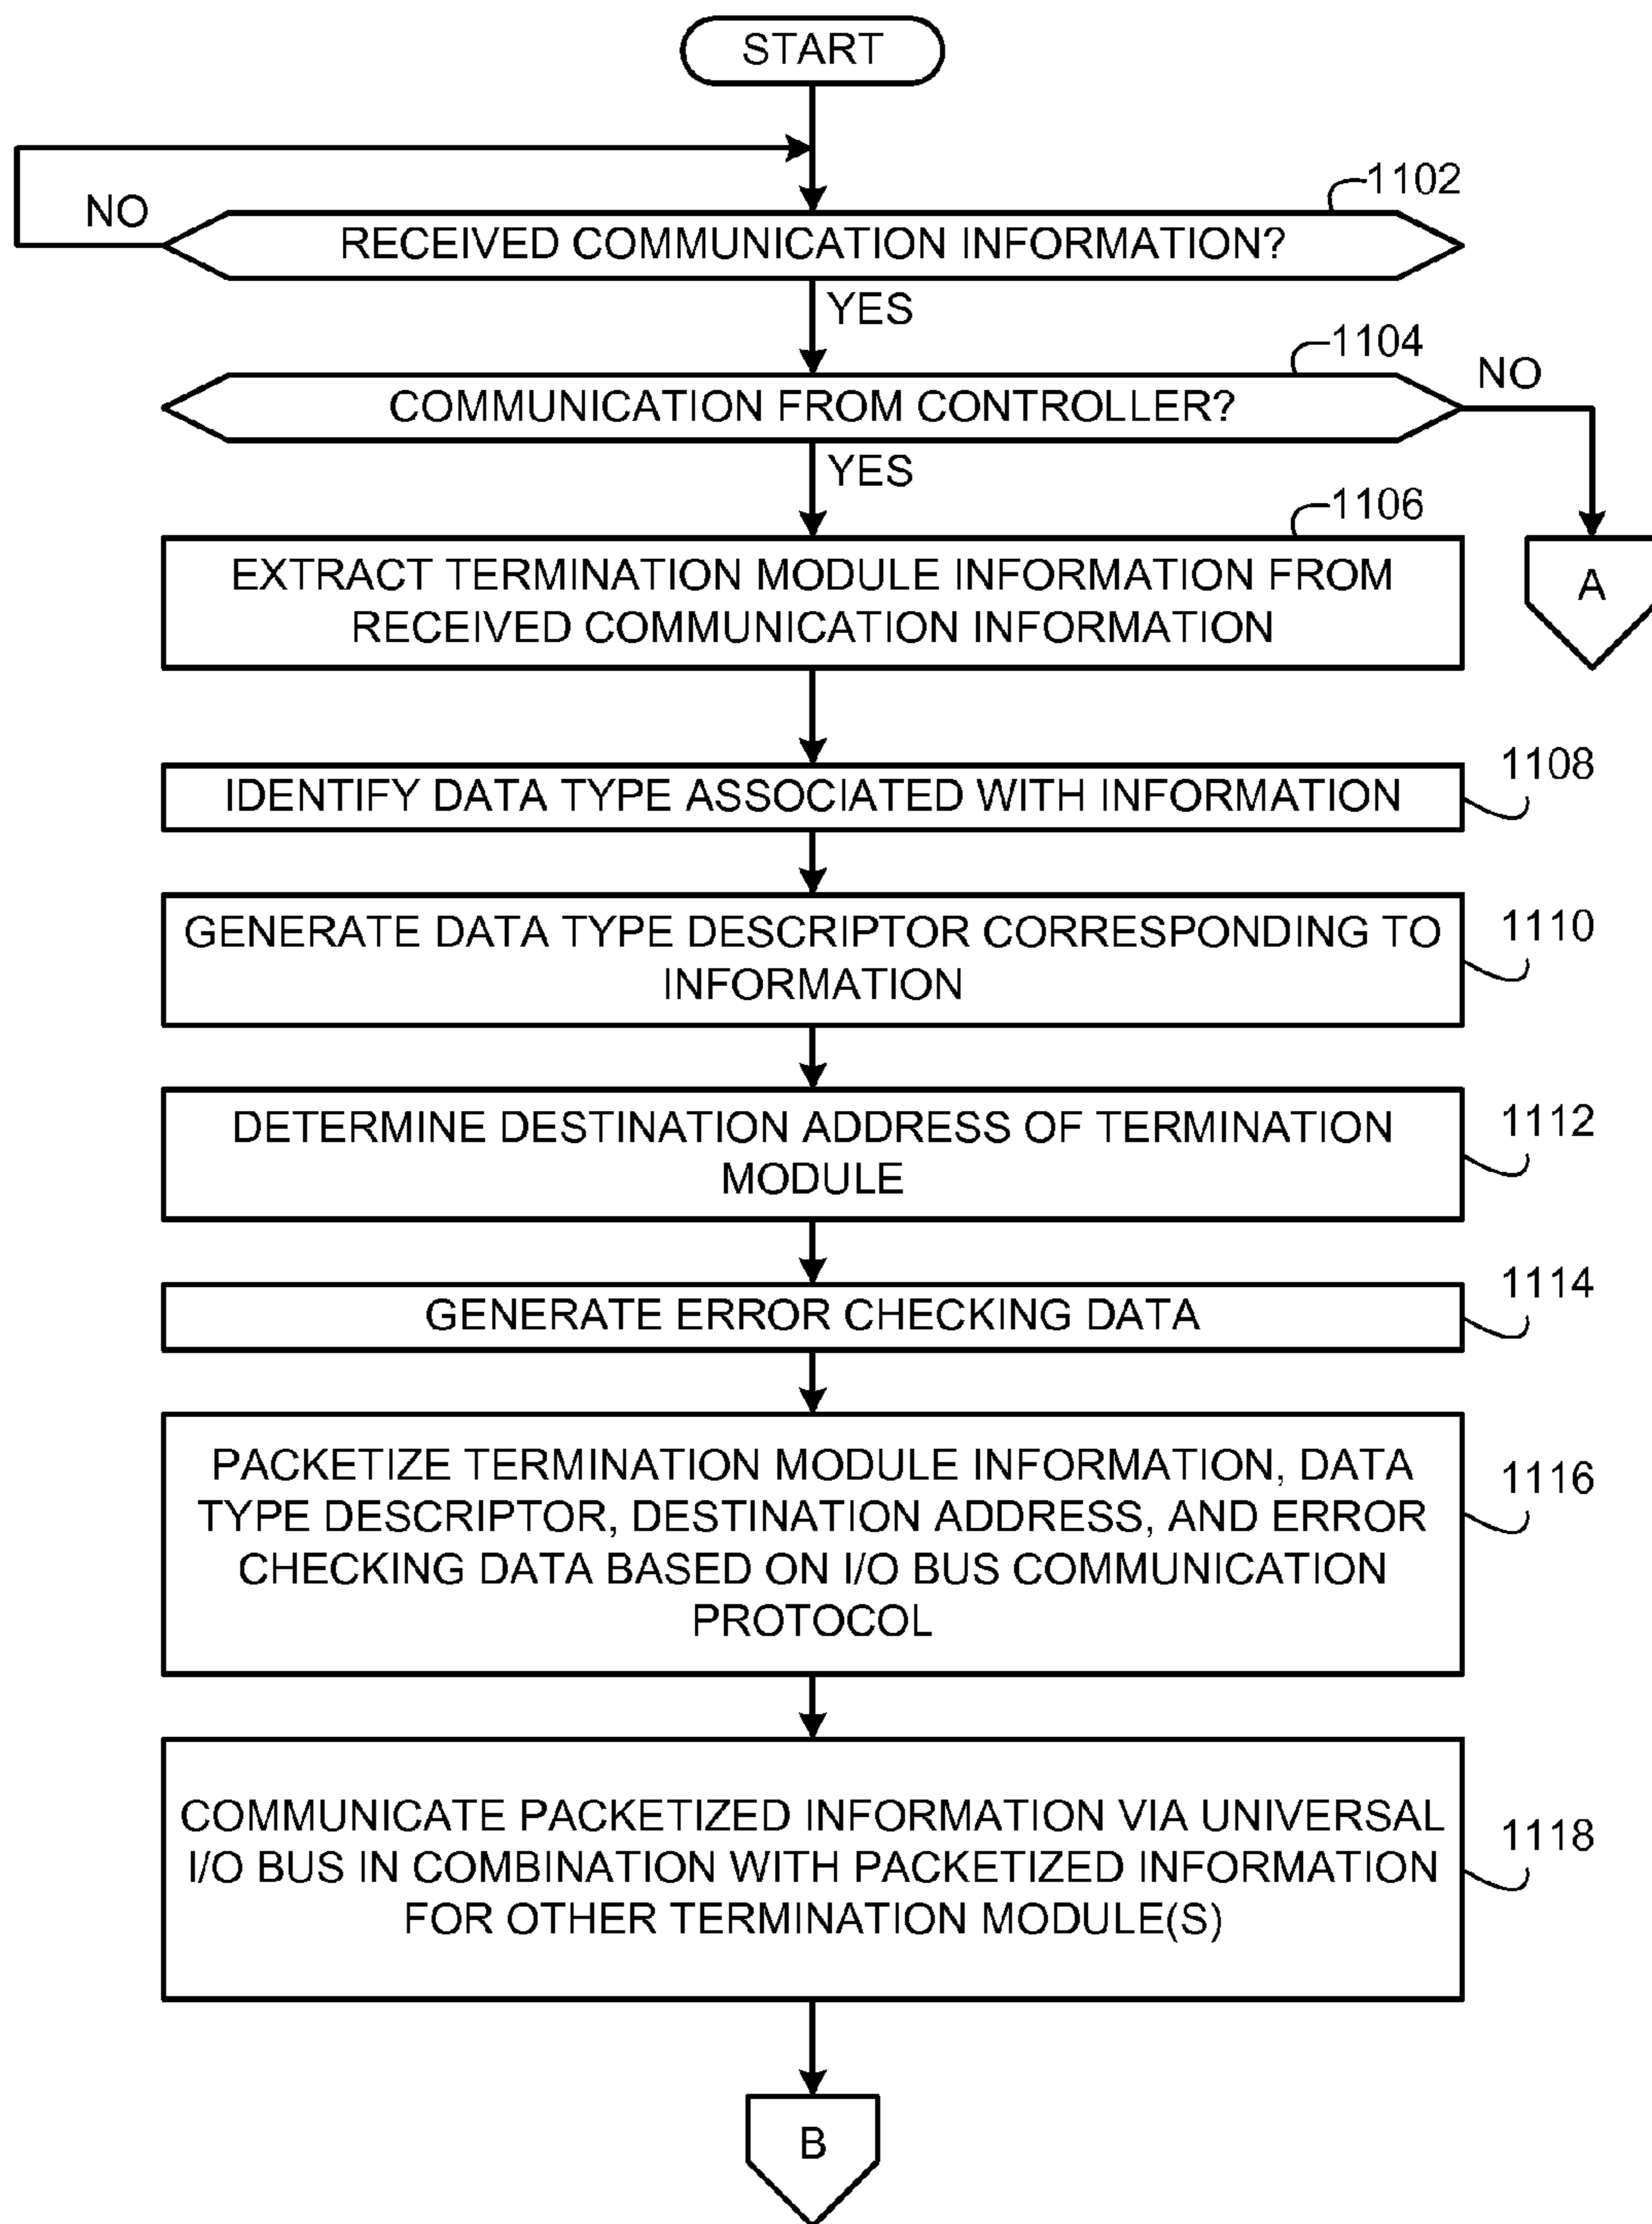 START
1102
NO
RECEIVED COMMUNICATION INFORMATION?
YES
1104
NO
COMMUNICATION FROM CONTROLLER?
YES
1106
EXTRACT TERMINATION MODULE INFORMATION FROM
RECEIVED COMMUNICATION INFORMATION
A
1108
IDENTIFY DATA TYPE ASSOCIATED WITH INFORMATION
1110
GENERATE DATA TYPE DESCRIPTOR CORRESPONDING TO
INFORMATION
1112
DETERMINE DESTINATION ADDRESS OF TERMINATION
MODULE
1114
GENERATE ERROR CHECKING DATA
PACKETIZE TERMINATION MODULE INFORMATION, DATA
1116
TYPE DESCRIPTOR, DESTINATION ADDRESS, AND ERROR
CHECKING DATA BASED ON I/O BUS COMMUNICATION
PROTOCOL
COMMUNICATE PACKETIZED INFORMATION VIA UNIVERSAL
1118
I/O BUS IN COMBINATION WITH PACKETIZED INFORMATION
FOR OTHER TERMINATION MODULE(S)
B